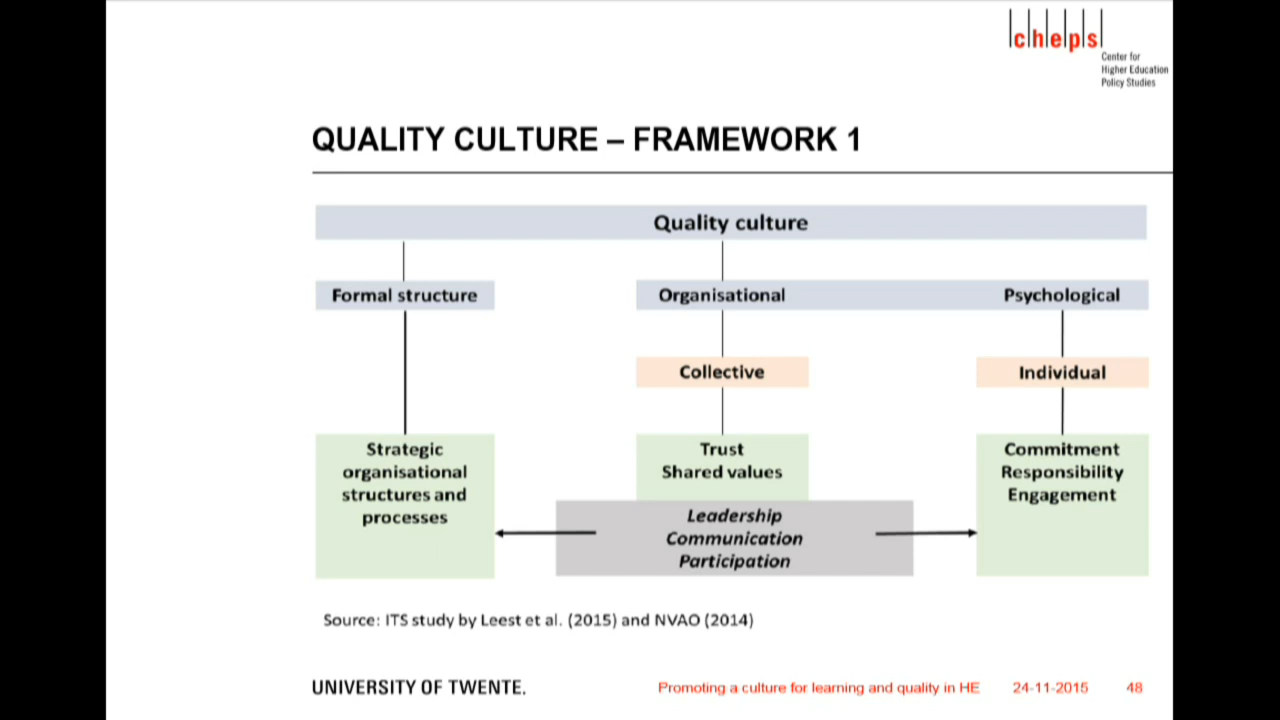 c|h|e|p|s
Center for
Higher Education
Policy Studies
QUALITY CULTURE – FRAMEWORK 1
Quality culture
Formal structure
Organisational
Psychological
Collective
Individual
Strategic
organisational
structures and
processes
Trust
Shared values
Commitment
Responsibility
Engagement
Leadership
Communication
Participation
Source: ITS study by Leest et al. (2015) and NVAO (2014)
UNIVERSITY OF TWENTE.
Promoting a culture for learning and quality in HE 24-11-2015 48